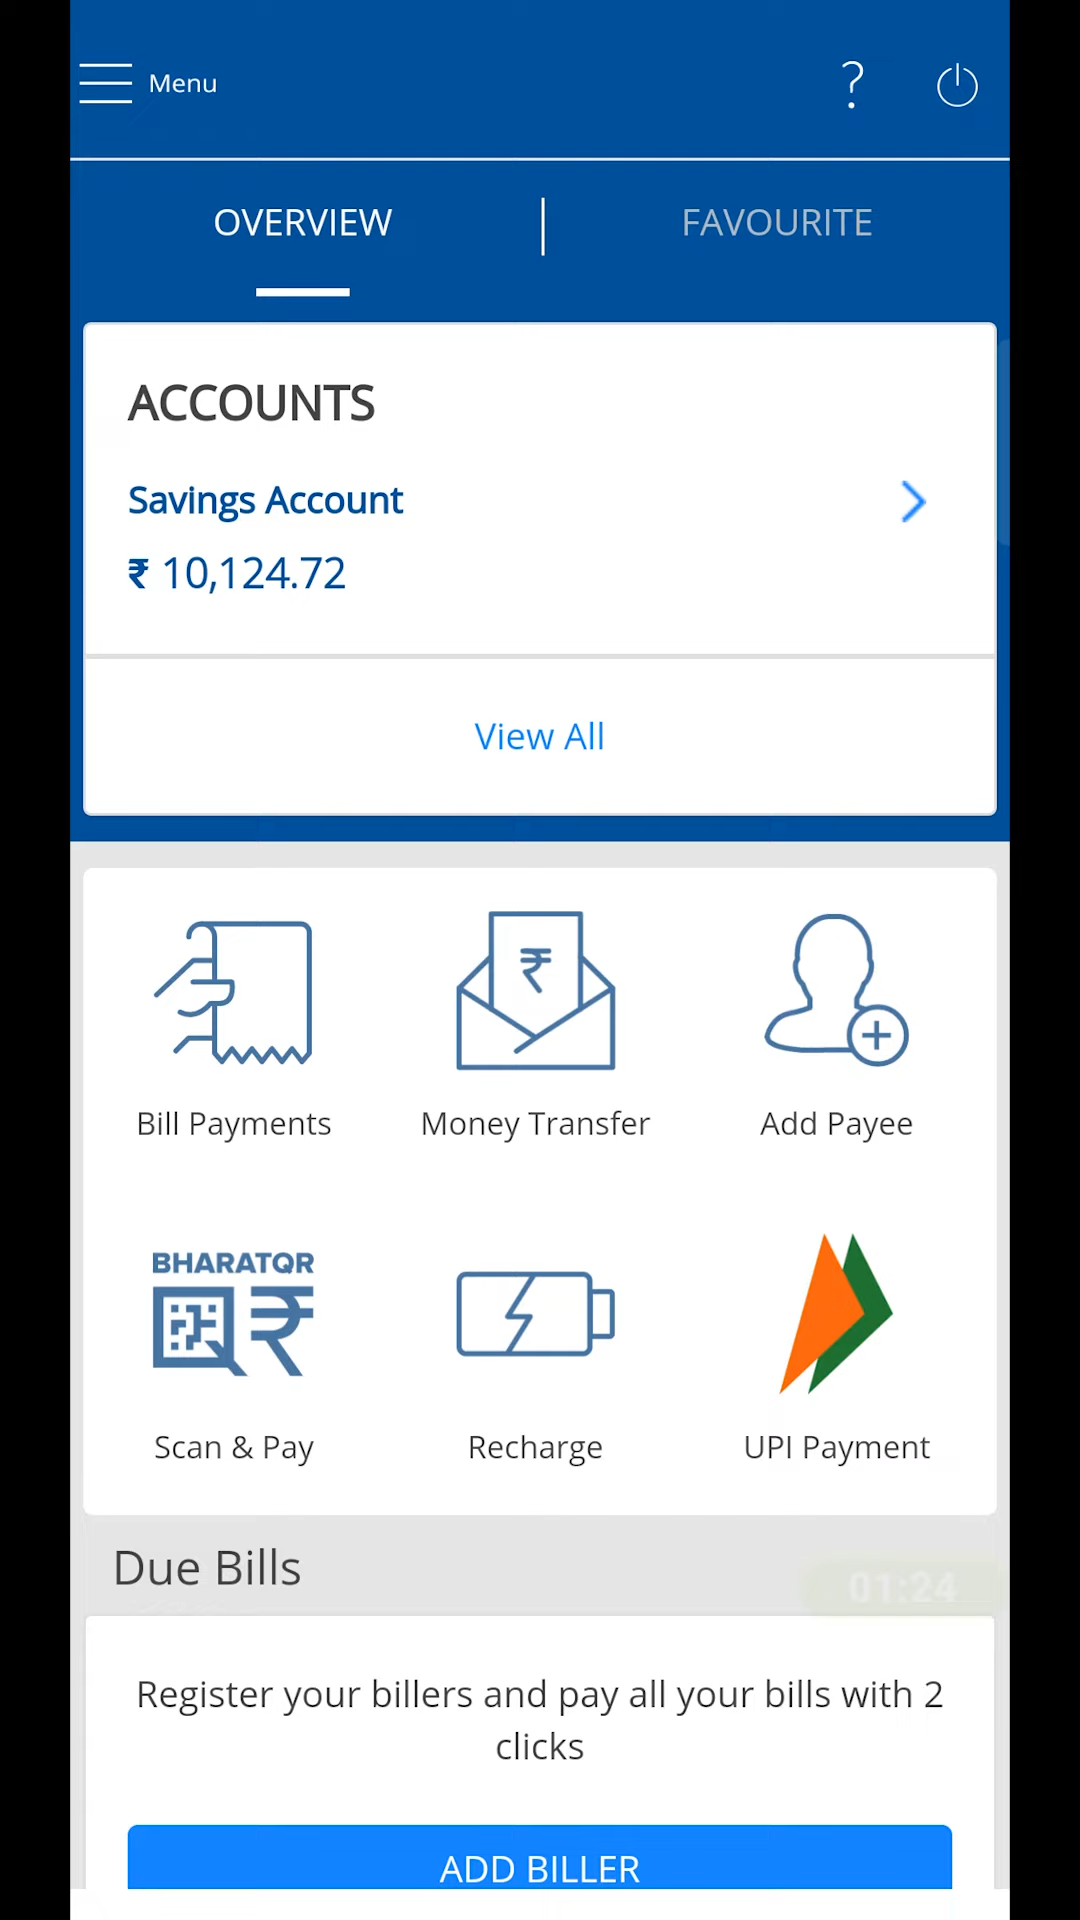 Menu
?
OVERVIEW
FAVOURITE
ACCOUNTS
Savings Account
₹ 10,124.72
View All
₹
Bill Payments
Money Transfer
Add Payee
BHARATQR
₹
Scan & Pay
Recharge
UPI Payment
Due Bills
01:24
Register your billers and pay all your bills with 2
clicks
ADD BILLER